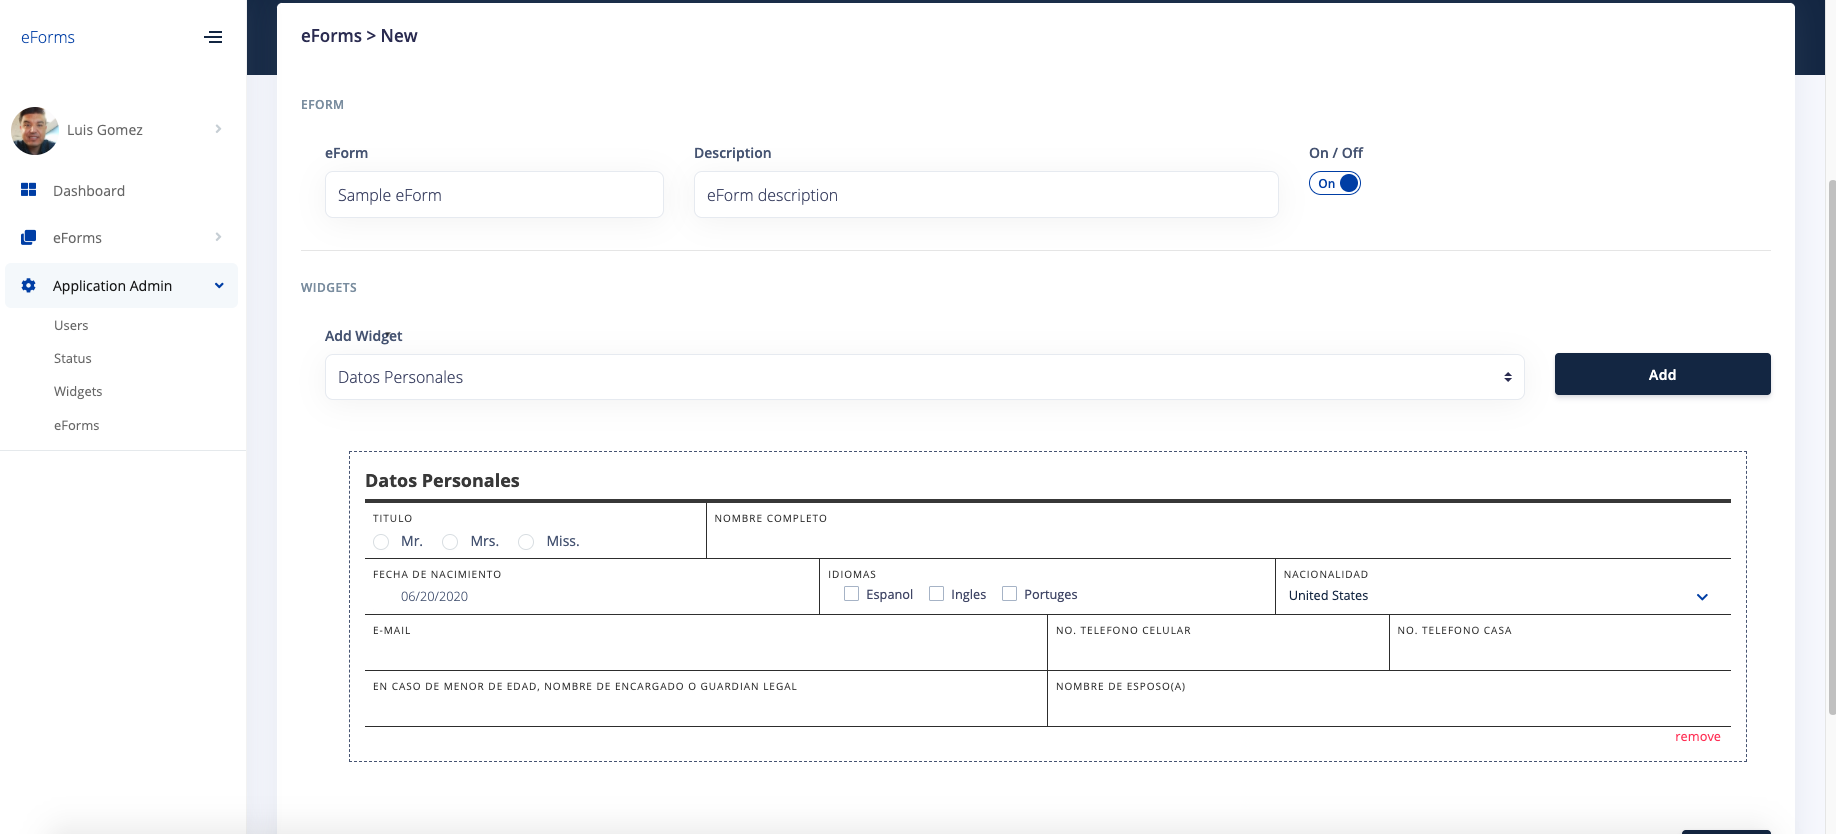 eForms
Luis Gomez
Dashboard
eForms
Application Admin
Users
Status
Widgets
eForms
eForms > New
EFORM
eForm Description On / Off
Sample eForm eForm description On
WIDGETS
Add Widget
Datos Personales Add
Datos Personales
TITULO NOMBRE COMPLETO
Mr. Mrs. Miss.
FECHA DE NACIMIENTO IDIOMAS NACIONALIDAD
06/20/2020 Espanol Ingles Portuges United States
E-MAIL NO. TELEFONO CELULAR NO. TELEFONO CASA
EN CASO DE MENOR DE EDAD, NOMBRE DE ENCARGADO O GUARDIAN LEGAL NOMBRE DE ESPOSO(A)
remove